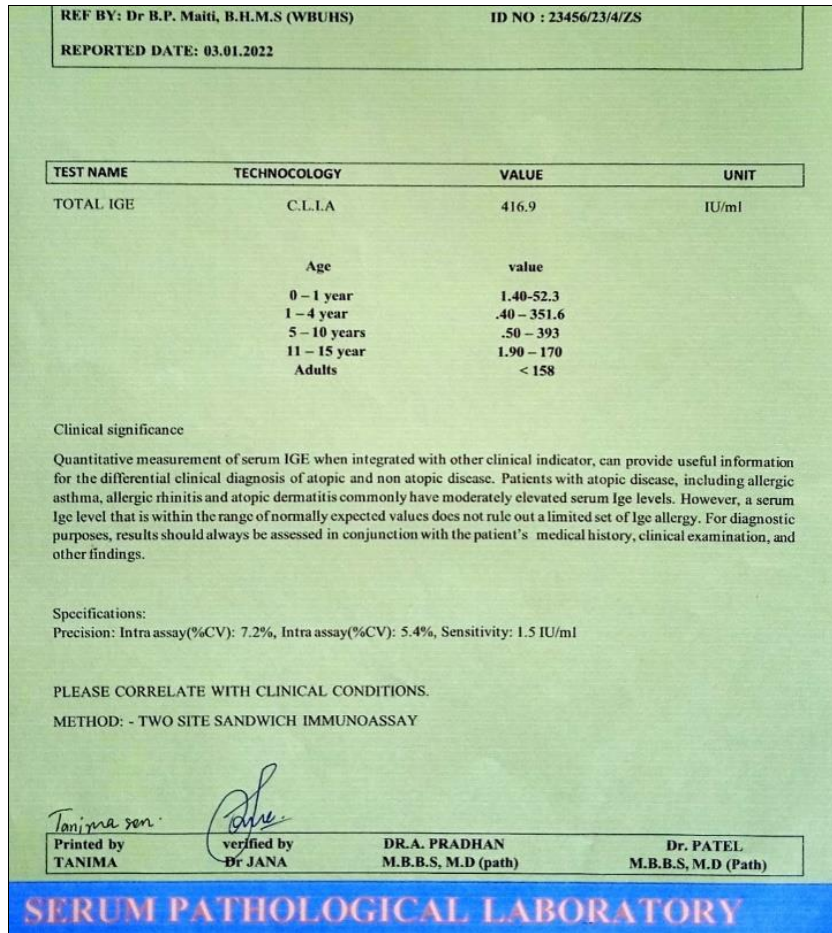 REF BY: Dr B.P. Maiti, B.H.M.S (WBUHS) ID NO : 23456/23/4/ZS
REPORTED DATE: 03.01.2022
TEST NAME TECHNOCOLOGY VALUE UNIT
TOTAL IGE C.L.I.A 416.9 IU/ml
Age value
0 – 1 year 1.40-52.3
1 – 4 year .40 – 351.6
5 – 10 years .50 – 393
11 – 15 year 1.90 – 170
Adults < 158
Clinical significance
Quantitative measurement of serum IGE when integrated with other clinical indicator, can provide useful information
for the differential clinical diagnosis of atopic and non atopic disease. Patients with atopic disease, including allergic
asthma, allergic rhinitis and atopic dermatitis commonly have moderately elevated serum Ige levels. However, a serum
Ige level that is within the range of normally expected values does not rule out a limited set of Ige allergy. For diagnostic
purposes, results should always be assessed in conjunction with the patient's medical history, clinical examination, and
other findings.
Specifications:
Precision: Intra assay(%CV): 7.2%, Intra assay(%CV): 5.4%, Sensitivity: 1.5 IU/ml
PLEASE CORRELATE WITH CLINICAL CONDITIONS.
METHOD: - TWO SITE SANDWICH IMMUNOASSAY
Tanima sen.
Printed by verified by DR.A. PRADHAN Dr. PATEL
TANIMA Dr JANA M.B.B.S, M.D (path) M.B.B.S, M.D (Path)
SERUM PATHOLOGICAL LABORATORY